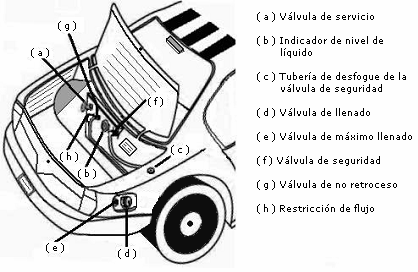 ( g )
( a )
( f )
( h )
( b )
( c )
( e )
( d )
( a ) Válvula de servicio
( b ) Indicador de nivel de
líquido
( c ) Tubería de desfogue de la
válvula de seguridad
( d ) Válvula de llenado
( e ) Válvula de máximo llenado
( f ) Válvula de seguridad
( g ) Válvula de no retroceso
( h ) Restricción de flujo